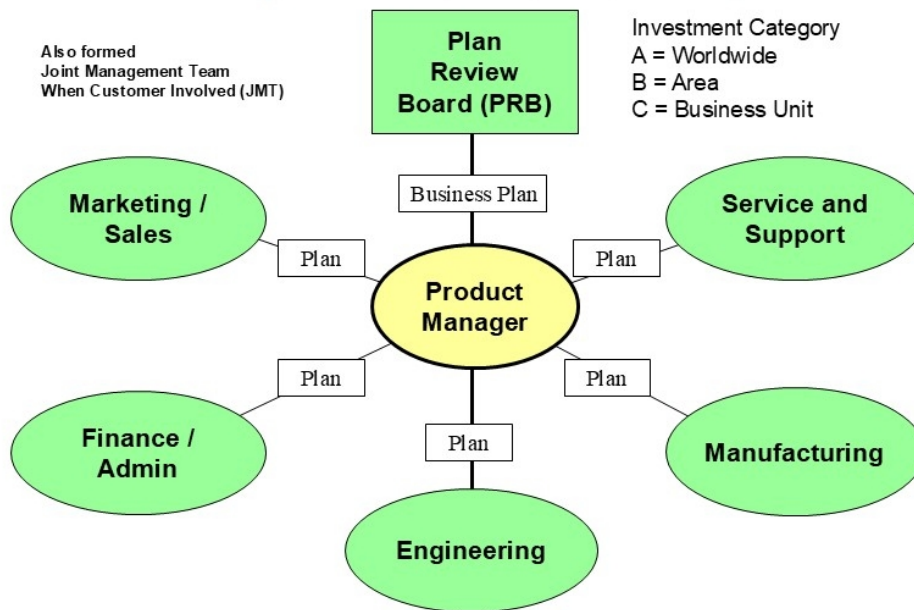 Also formed
Joint Management Team
When Customer Involved (JMT)
Plan
Review
Board (PRB)
Investment Category
A = Worldwide
B = Area
C = Business Unit
Business Plan
Marketing /
Sales
Plan
Service and
Support
Plan
Product
Manager
Finance /
Admin
Plan
Manufacturing
Plan
Plan
Engineering